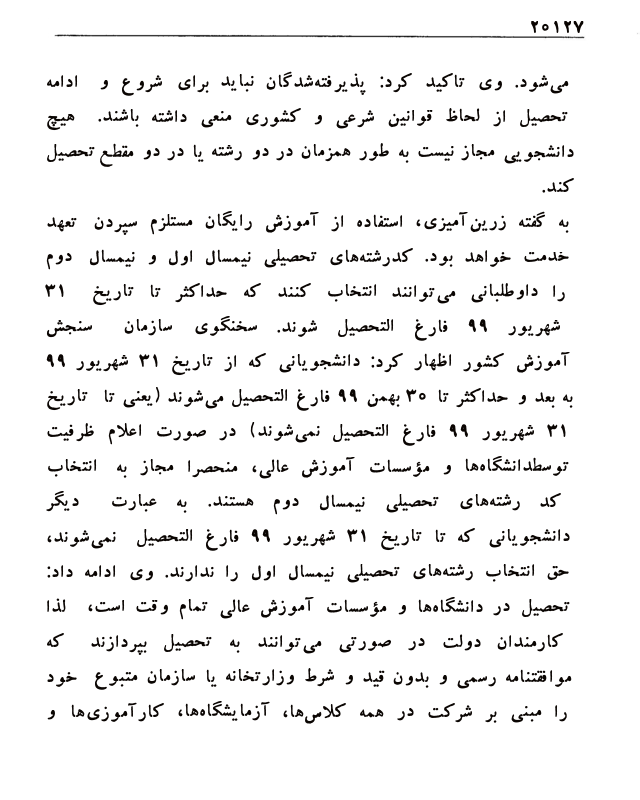 ۲۰۱۲۷
می‌شود. وی تاکید کرد: پذیرفته‌شدگان نباید برای شروع و ادامه
تحصیل از لحاظ قوانین شرعی و کشوری منعی داشته باشند. هیچ
دانشجویی مجاز نیست به طور همزمان در دو رشته یا در دو مقطع تحصیل
کند.
به گفته زرین‌آمیزی، استفاده از آموزش رایگان مستلزم سپردن تعهد
خدمت خواهد بود. کدرشته‌های تحصیلی نیمسال اول و نیمسال دوم
را داوطلبانی می‌توانند انتخاب کنند که حداکثر تا تاریخ ۳۱
شهریور ۹۹ فارغ التحصیل شوند. سخنگوی سازمان سنجش
آموزش کشور اظهار کرد: دانشجویانی که از تاریخ ۳۱ شهریور ۹۹
به بعد و حداکثر تا ۳۰ بهمن ۹۹ فارغ التحصیل می‌شوند (یعنی تا تاریخ
۳۱ شهریور ۹۹ فارغ التحصیل نمی‌شوند) در صورت اعلام ظرفیت
توسطدانشگاه‌ها و مؤسسات آموزش عالی، منحصرا مجاز به انتخاب
کد رشته‌های تحصیلی نیمسال دوم هستند. به عبارت دیگر
دانشجویانی که تا تاریخ ۳۱ شهریور ۹۹ فارغ التحصیل نمی‌شوند،
حق انتخاب رشته‌های تحصیلی نیمسال اول را ندارند. وی ادامه داد:
تحصیل در دانشگاه‌ها و مؤسسات آموزش عالی تمام وقت است، لذا
کارمندان دولت در صورتی می‌توانند به تحصیل بپردازند که
موافقتنامه رسمی و بدون قید و شرط وزارتخانه یا سازمان متبوع خود
را مبنی بر شرکت در همه کلاس‌ها، آزمایشگاه‌ها، کارآموزی‌ها و